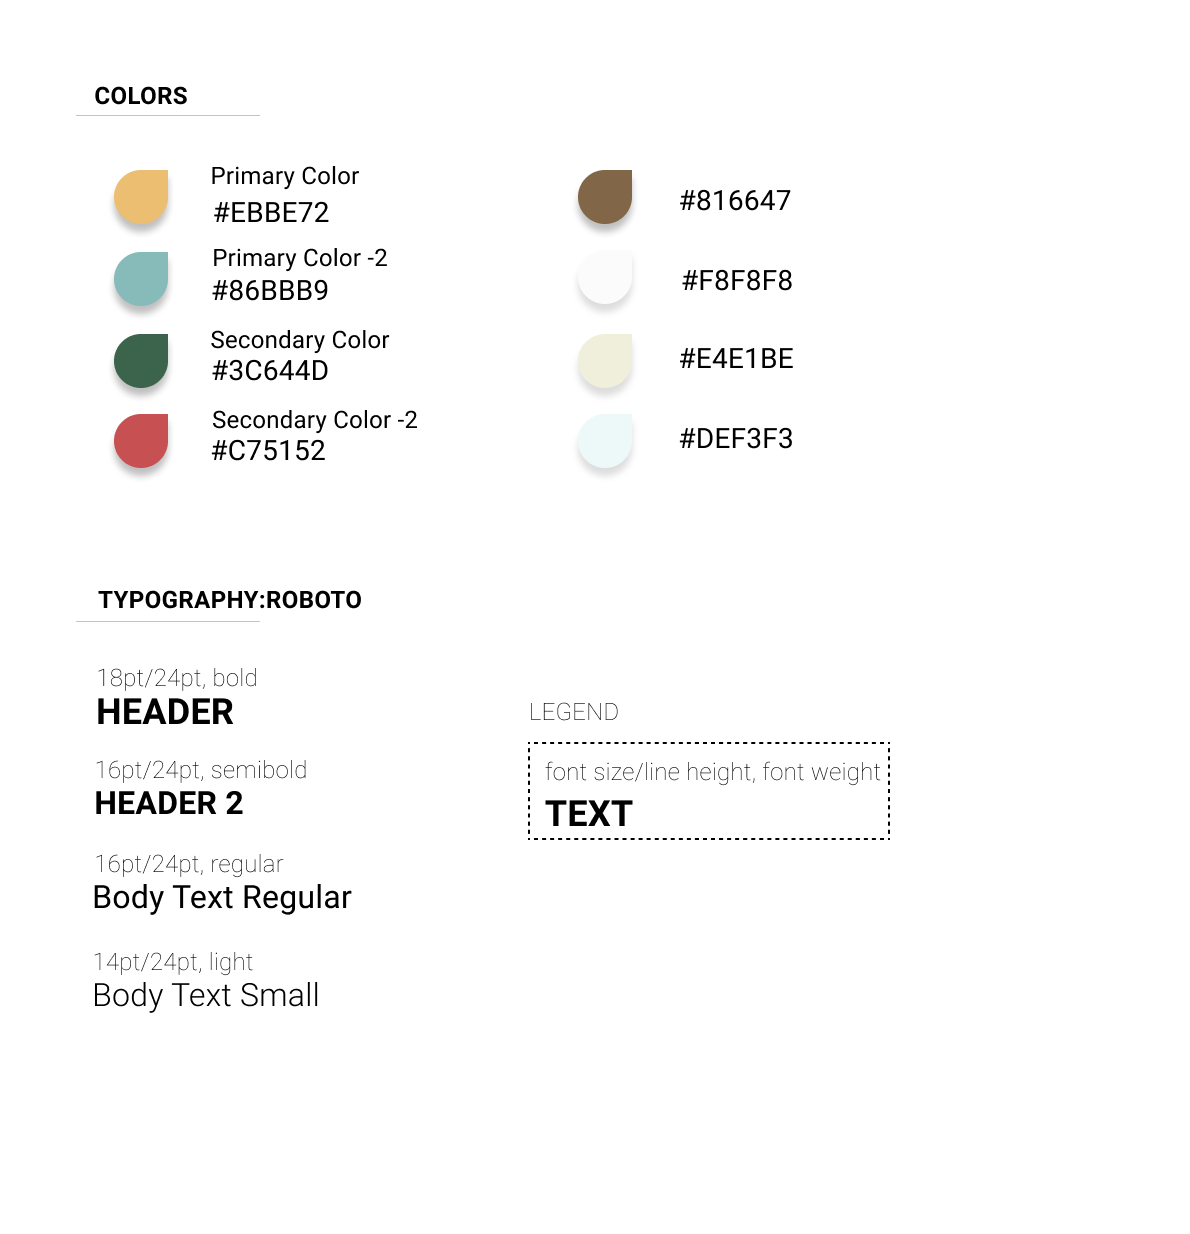 COLORS
Primary Color
#EBBE72
Primary Color -2
#86BBB9
Secondary Color
#3C644D
Secondary Color -2
#C75152
#816647
#F8F8F8
#E4E1BE
#DEF3F3
TYPOGRAPHY:ROBOTO
18pt/24pt, bold
HEADER
16pt/24pt, semibold
HEADER 2
16pt/24pt, regular
Body Text Regular
14pt/24pt, light
Body Text Small
LEGEND
font size/line height, font weight
TEXT